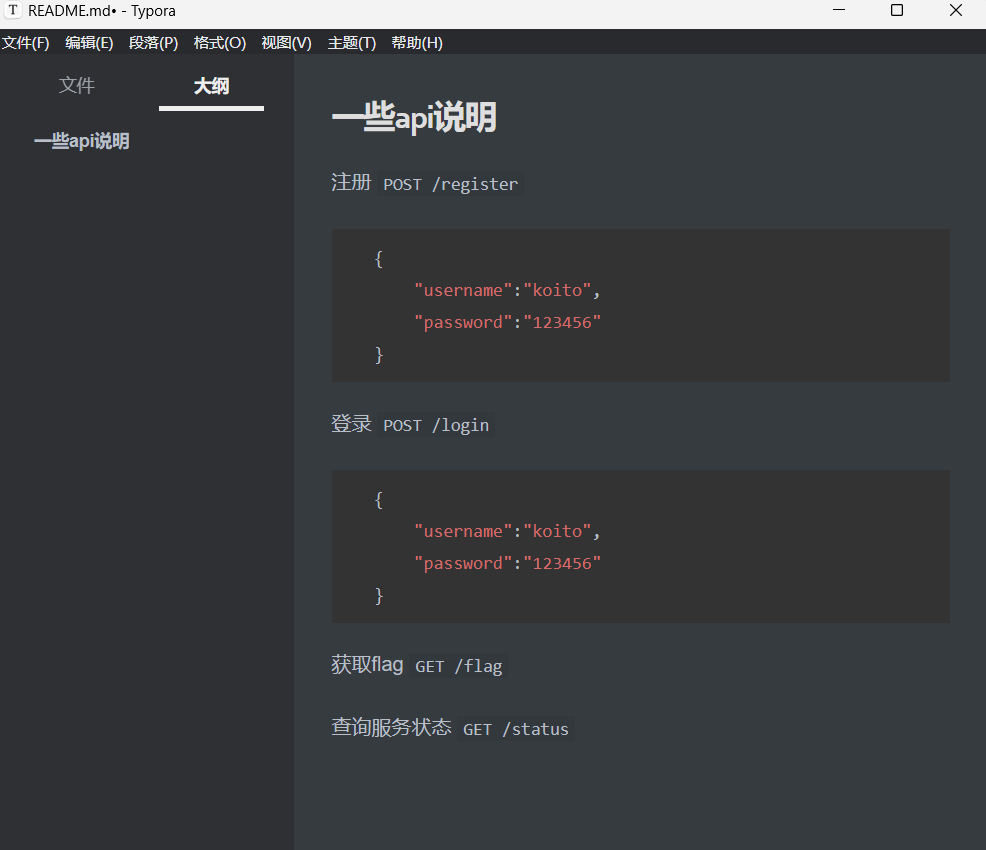 README.md• - Typora
文件(F) 编辑(E) 段落(P) 格式(O) 视图(V) 主题(T) 帮助(H)
文件 大纲
一些api说明
一些api说明
注册 POST /register
{
"username":"koito",
"password":"123456"
}
登录 POST /login
{
"username":"koito",
"password":"123456"
}
获取flag GET /flag
查询服务状态 GET /status